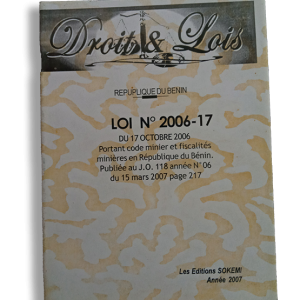 Droit & Lois
REPUBLIQUE DU BENIN
LOI N° 2006-17
DU 17 OCTOBRE 2006
Portant code minier et fiscalités
minières en République du Bénin.
Publiée au J.O. 118 année N° 06
du 15 mars 2007 page 217
Les Editions SOKEMI
Année 2007